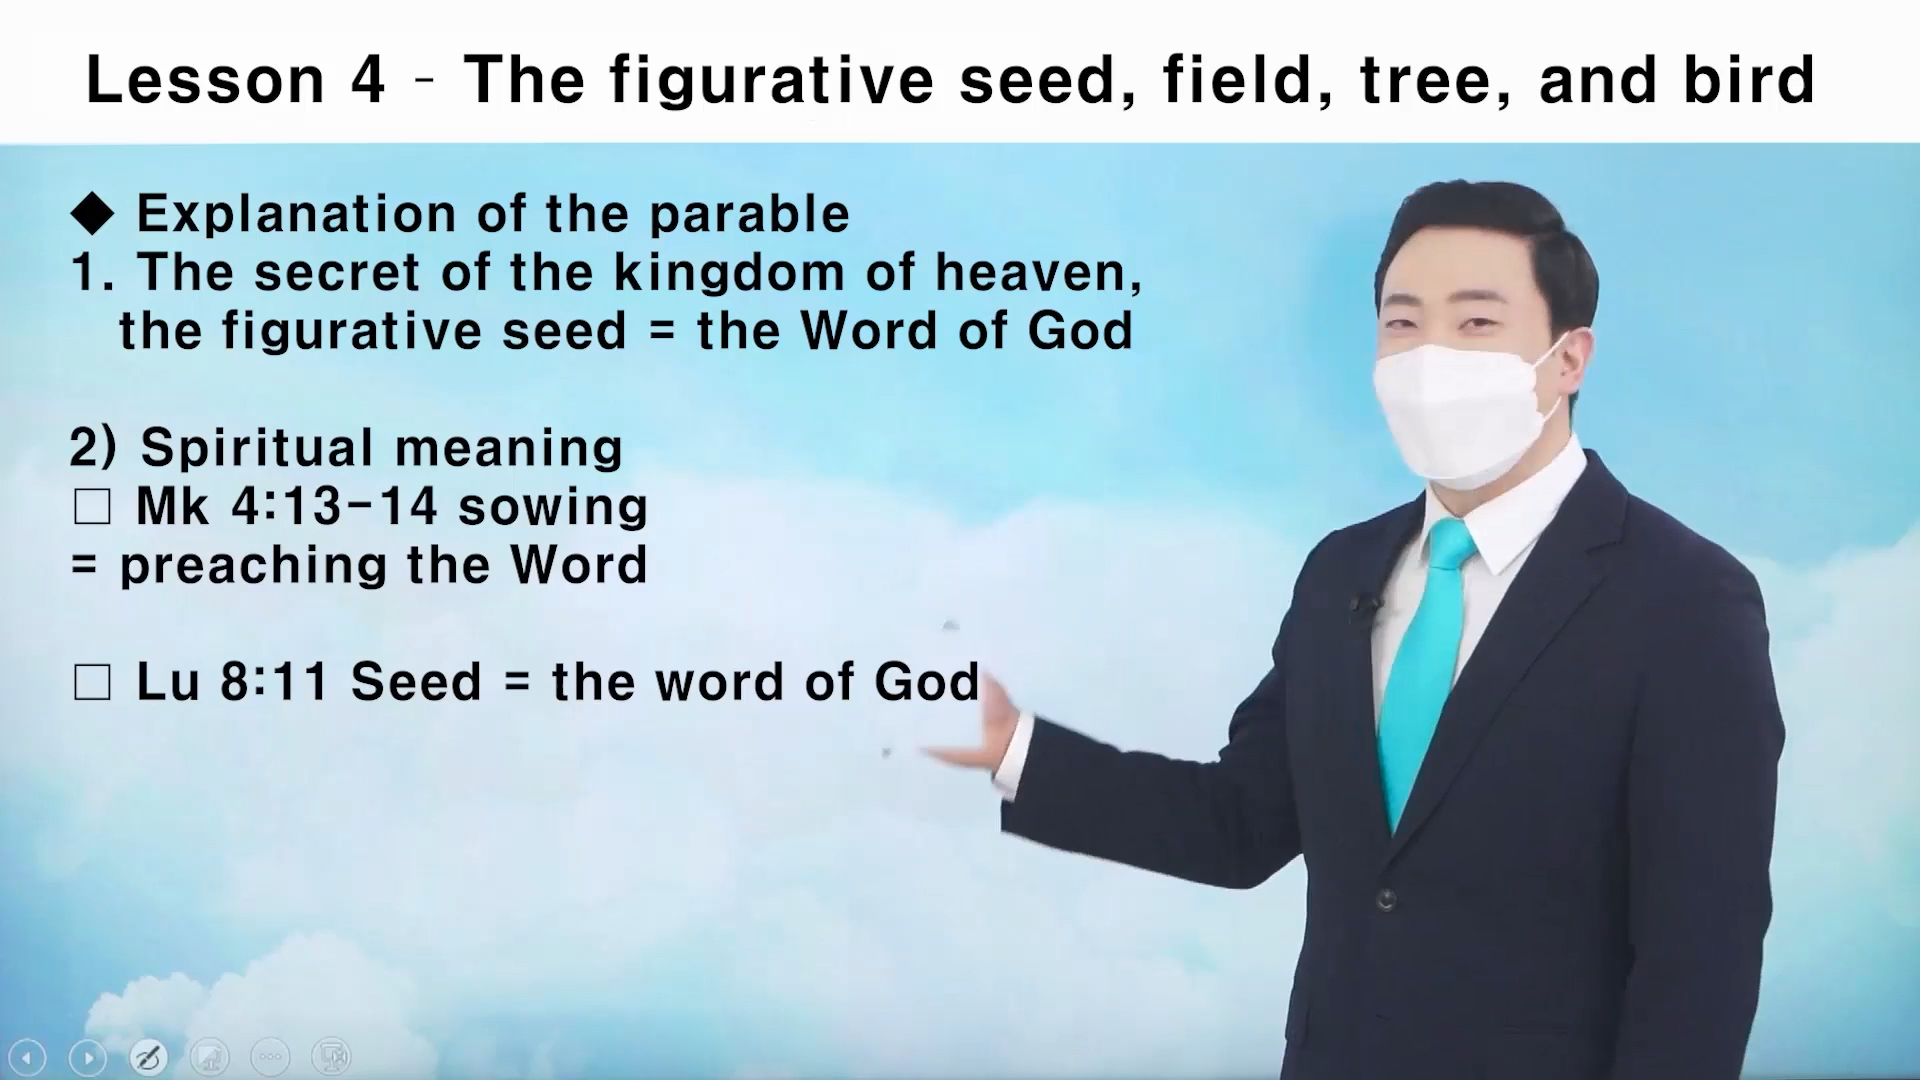 Lesson 4 - The figurative seed, field, tree, and bird
◆ Explanation of the parable
1. The secret of the kingdom of heaven,
the figurative seed = the Word of God
2) Spiritual meaning
□ Mk 4:13-14 sowing
= preaching the Word
□ Lu 8:11 Seed = the word of God